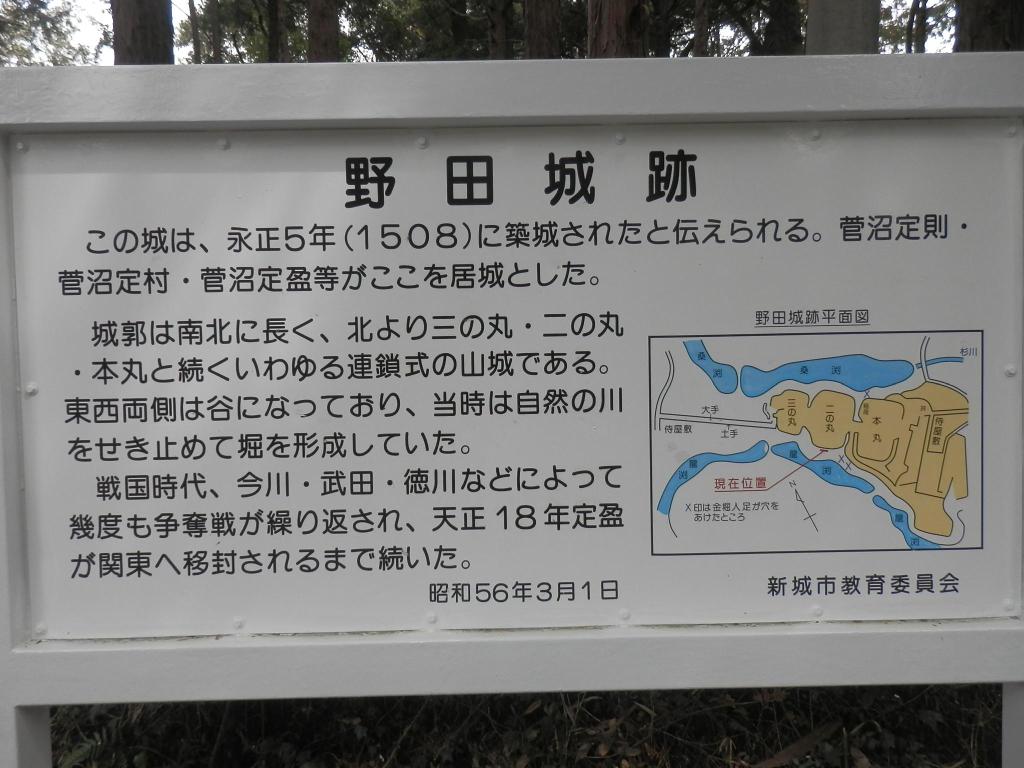 野田城跡
この城は、永正5年(1508)に築城されたと伝えられる。菅沼定則・
菅沼定村・菅沼定盈等がここを居城とした。
城郭は南北に長く、北より三の丸・二の丸
・本丸と続くいわゆる連鎖式の山城である。
東西両側は谷になっており、当時は自然の川
をせき止めて堀を形成していた。
戦国時代、今川・武田・徳川などによって
幾度も争奪戦が繰り返され、天正18年定盈
が関東へ移封されるまで続いた。
昭和56年3月1日
野田城跡平面図
桑
渕
桑 渕
杉川
大手
土手
侍屋敷
三の丸
二の丸
本丸
侍屋敷
龍
渕
龍
渕
龍
渕
現在位置
N
X印は金掘人足が穴を
あけたところ
新城市教育委員会